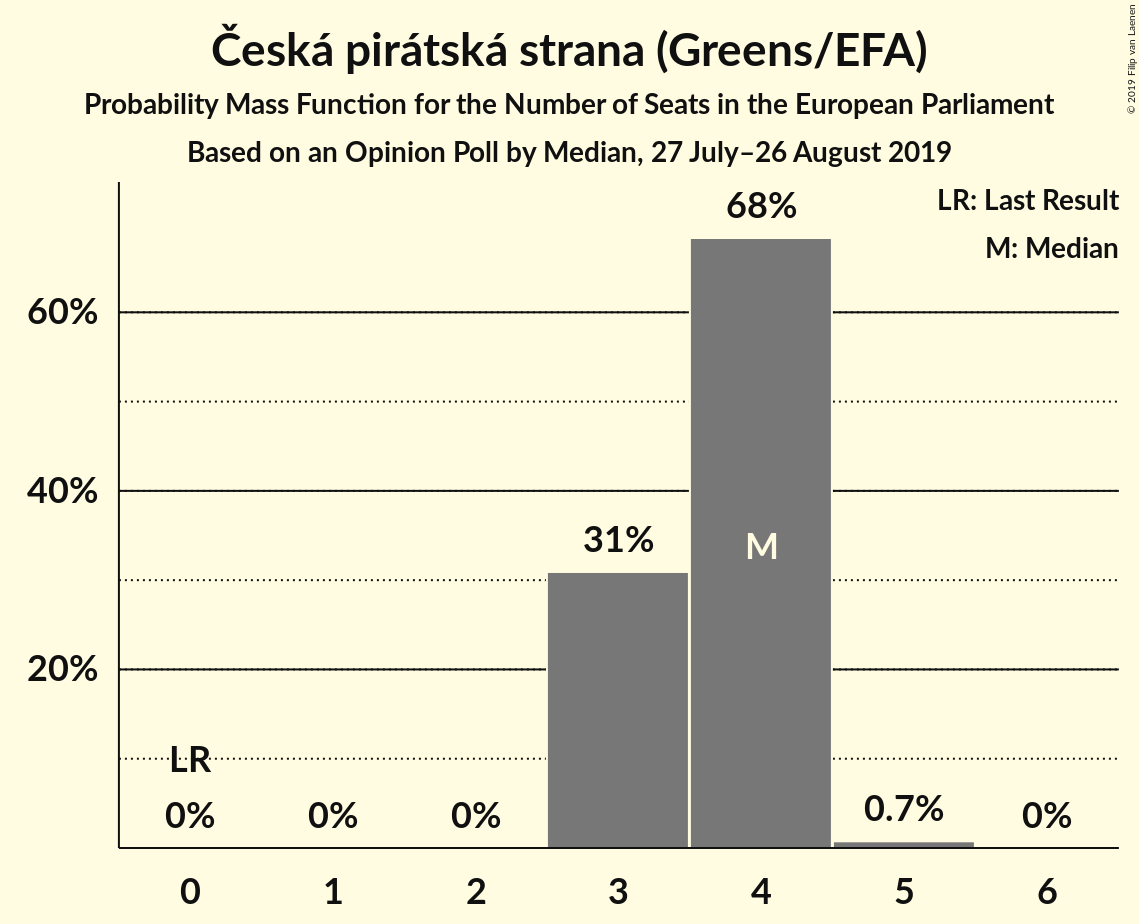 Česká pirátská strana (Greens/EFA)
Probability Mass Function for the Number of Seats in the European Parliament
Based on an Opinion Poll by Median, 27 July–26 August 2019
© 2019 Filip van Laenen
LR: Last Result
M: Median
68%
60%
40%
31%
M
20%
LR
0%
0%
0%
0.7%
0%
0
1
2
3
4
5
6